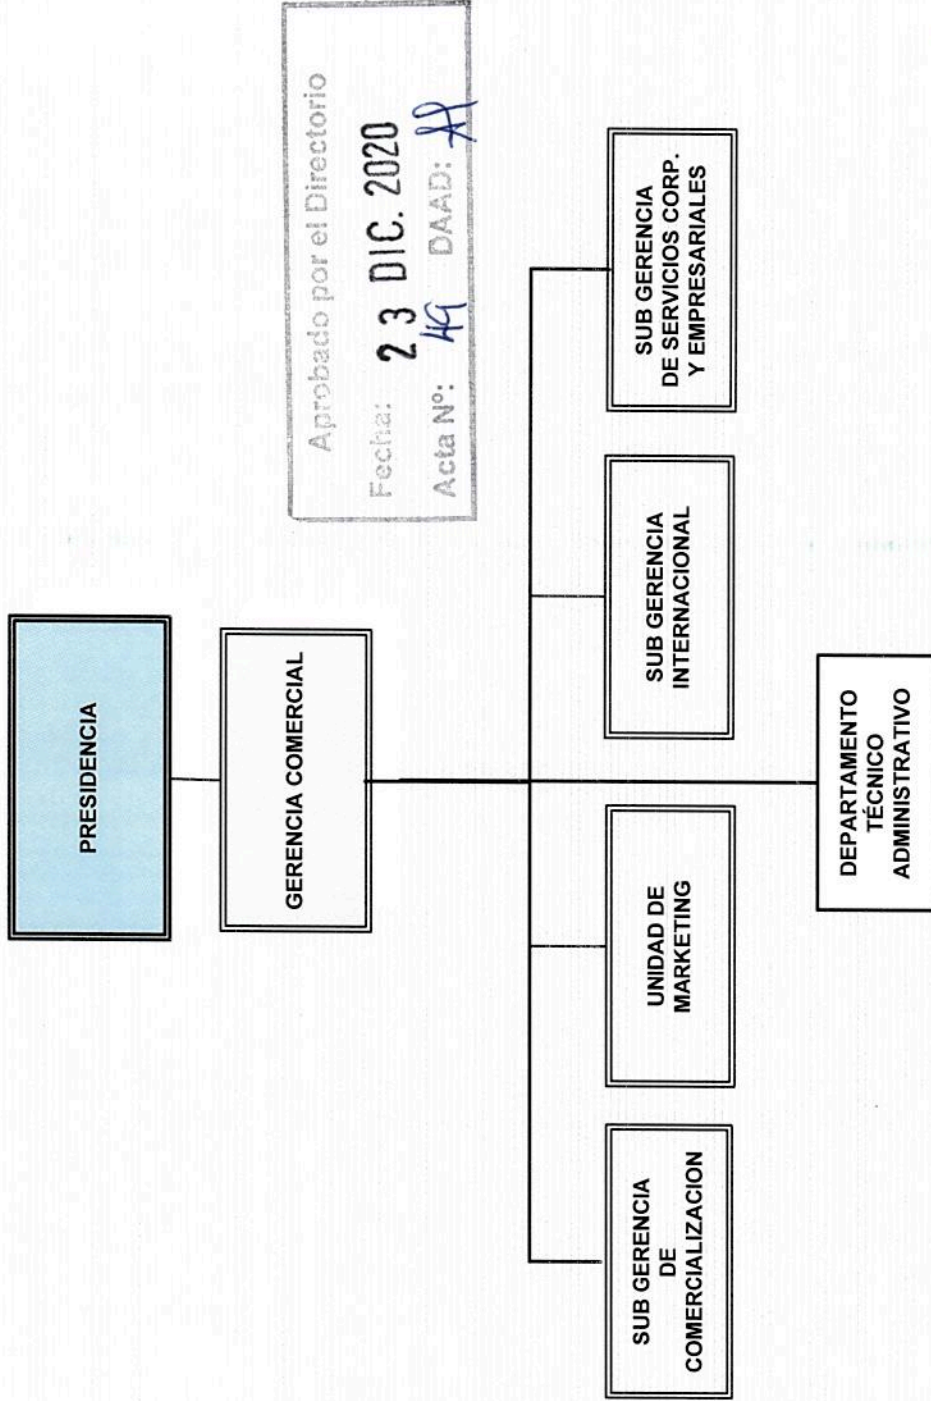 PRESIDENCIA
GERENCIA COMERCIAL
Aprobado por el Directorio
Fecha: 23 DIC. 2020
Acta Nº: 49 DAAD:
SUB GERENCIA
DE
COMERCIALIZACION
UNIDAD DE
MARKETING
SUB GERENCIA
INTERNACIONAL
SUB GERENCIA
DE SERVICIOS CORP.
Y EMPRESARIALES
DEPARTAMENTO
TÉCNICO
ADMINISTRATIVO